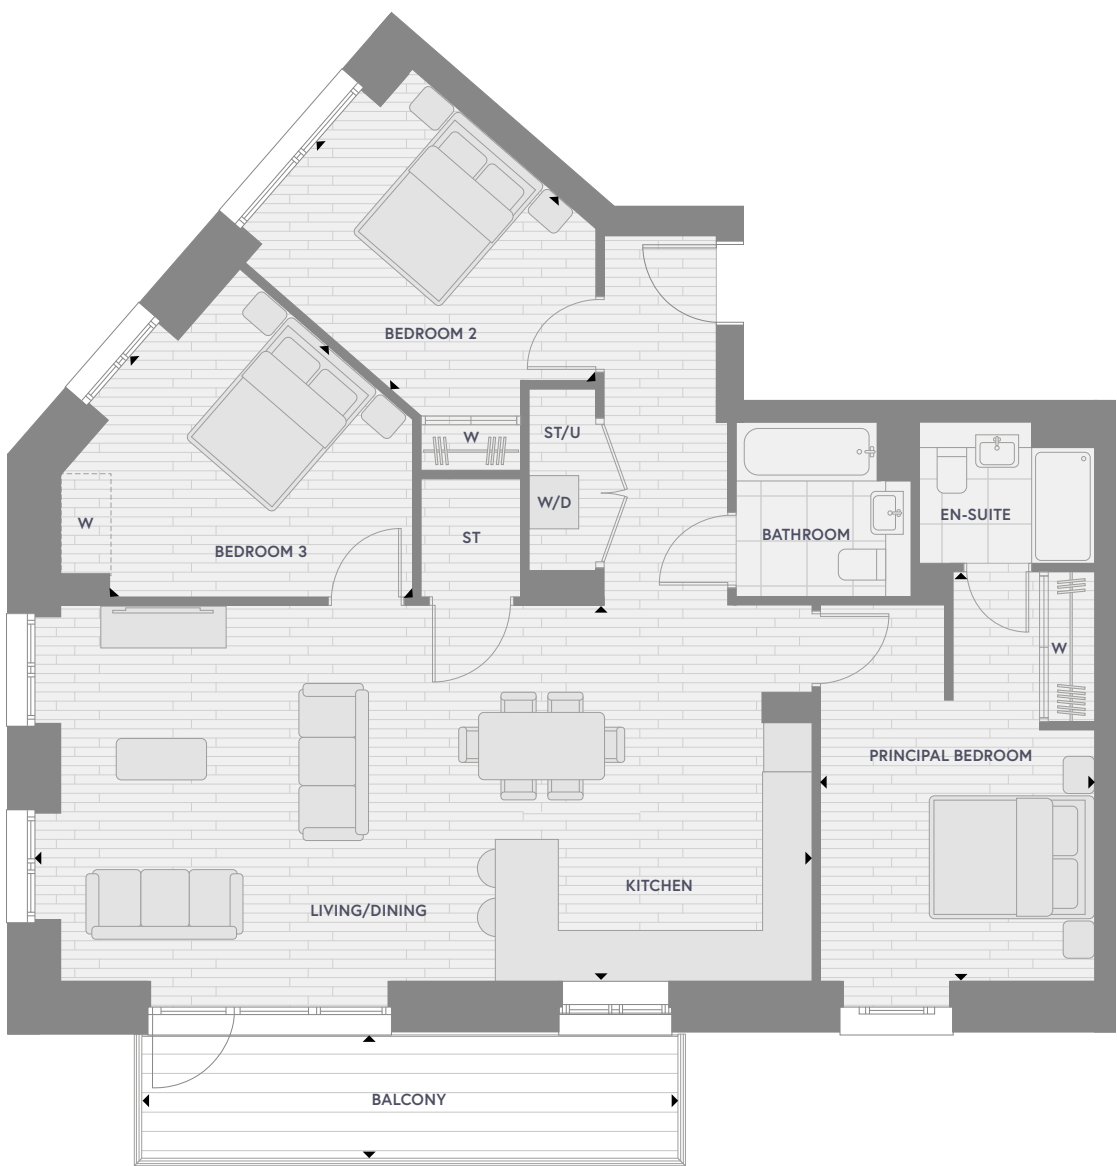 BEDROOM 2
ST/U
W
W/D
W
ST
BEDROOM 3
BATHROOM
EN-SUITE
W
PRINCIPAL BEDROOM
KITCHEN
LIVING/DINING
BALCONY